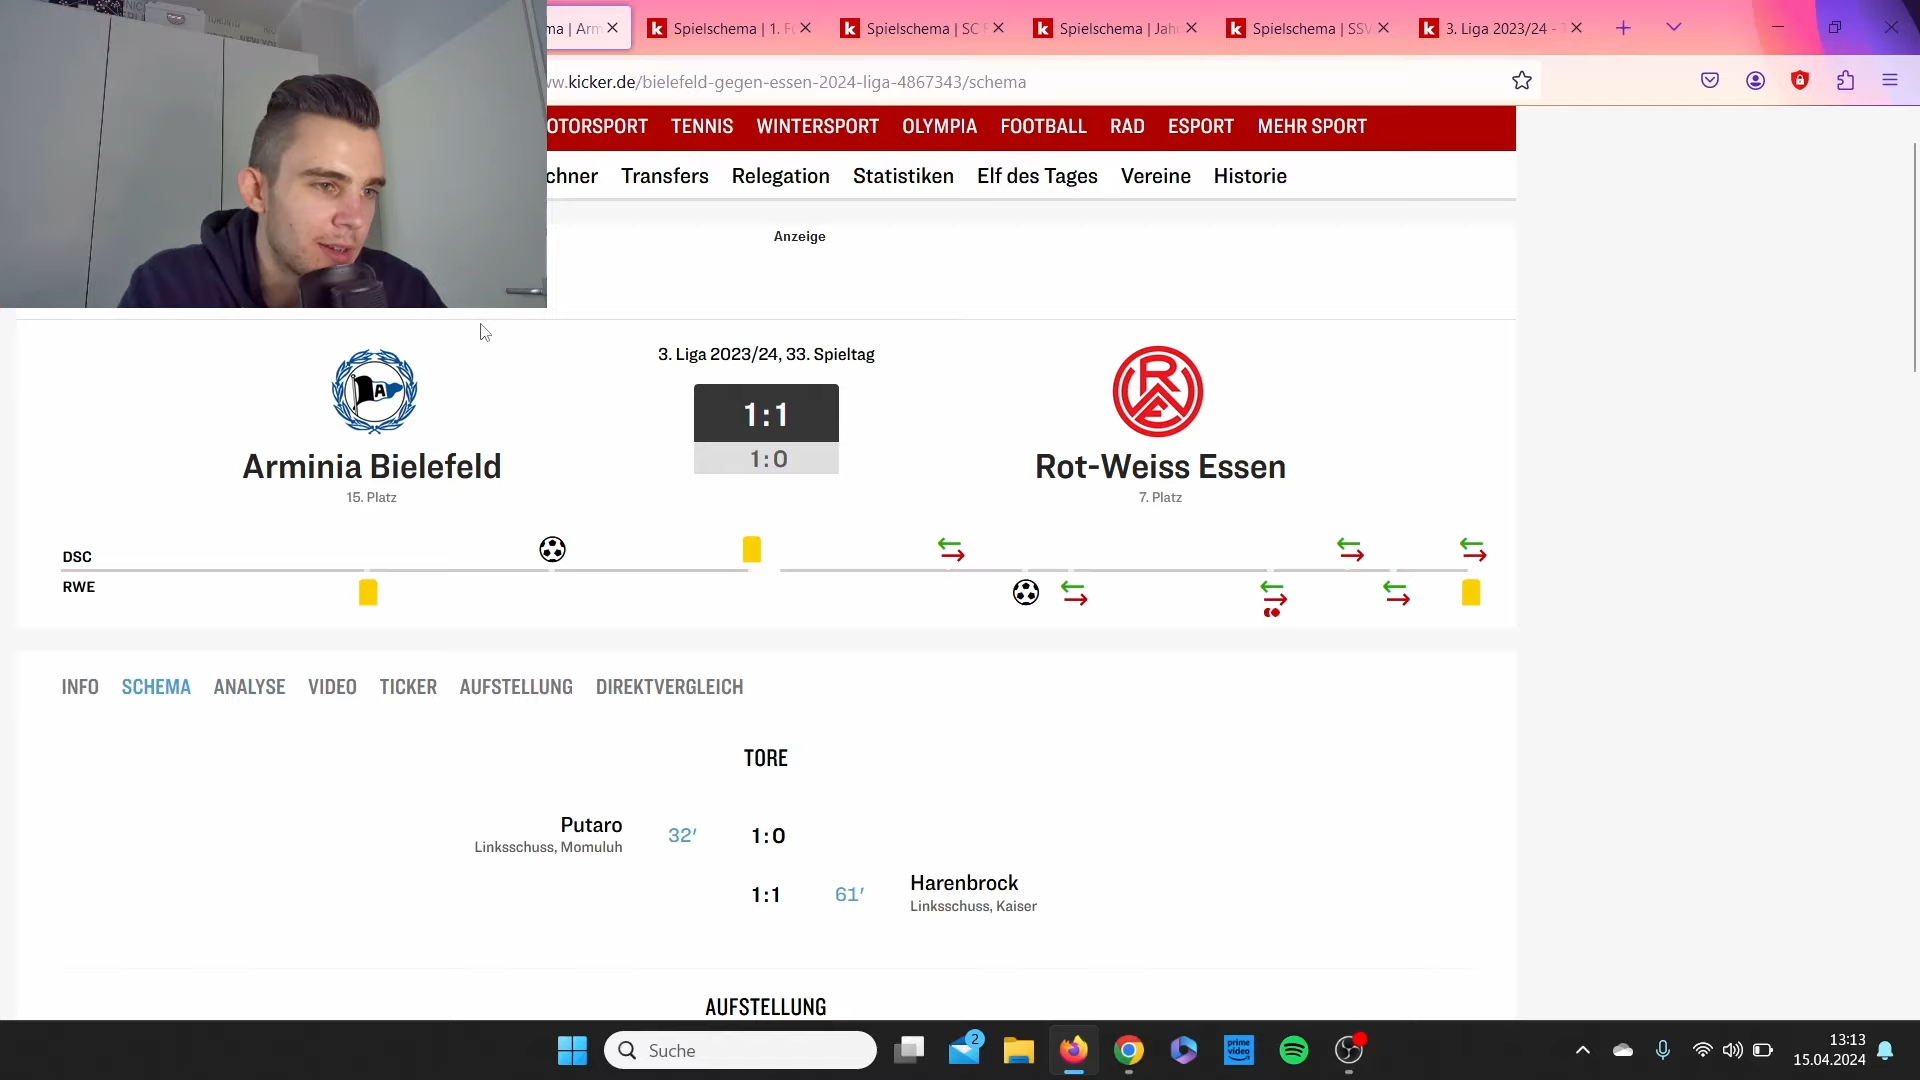 Spielschema | 1. F
Spielschema | SC F
Spielschema | Jah
Spielschema | SSV
3. Liga 2023/24 -
kicker.de/bielefeld-gegen-essen-2024-liga-4867343/schema
OTORSPORT TENNIS WINTERSPORT OLYMPIA FOOTBALL RAD ESPORT MEHR SPORT
chner Transfers Relegation Statistiken Elf des Tages Vereine Historie
Anzeige
3. Liga 2023/24, 33. Spieltag
1:1
1:0
Arminia Bielefeld
15. Platz
Rot-Weiss Essen
7. Platz
DSC
RWE
INFO SCHEMA ANALYSE VIDEO TICKER AUFSTELLUNG DIREKTVERGLEICH
TORE
Putaro 32' 1:0
Linksschuss, Momuluh
1:1 61' Harenbrock
Linksschuss, Kaiser
AUFSTELLUNG
Suche
2
prime video
13:13
15.04.2024